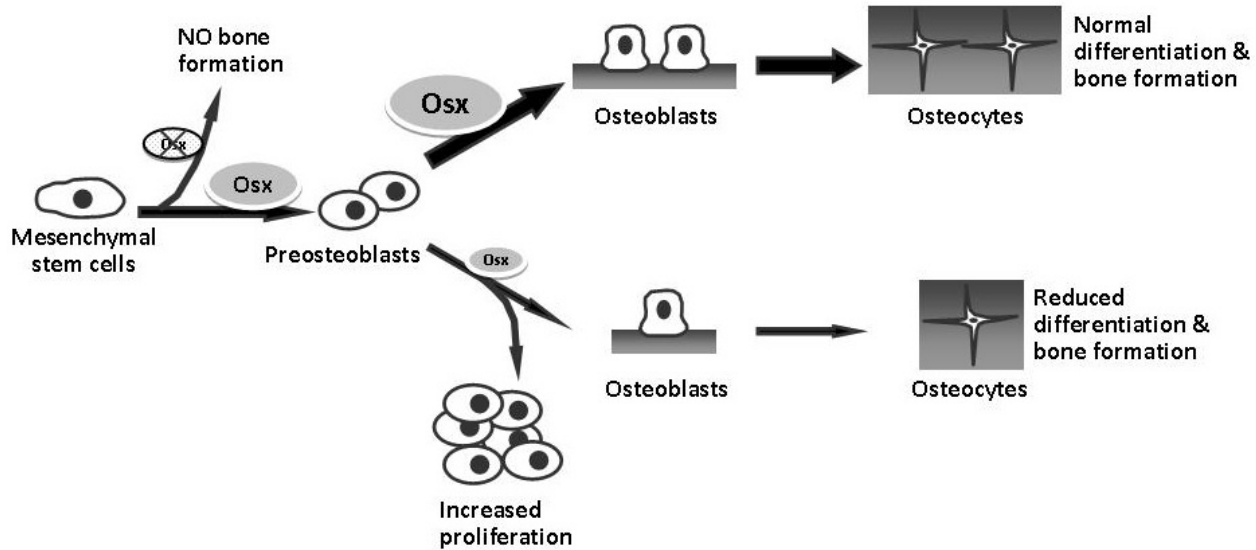 NO bone
formation
Osx
Osx
Mesenchymal
stem cells
Preosteoblasts
Osx
Osteoblasts
Osteocytes
Normal
differentiation &
bone formation
Osx
Increased
proliferation
Osteoblasts
Osteocytes
Reduced
differentiation &
bone formation